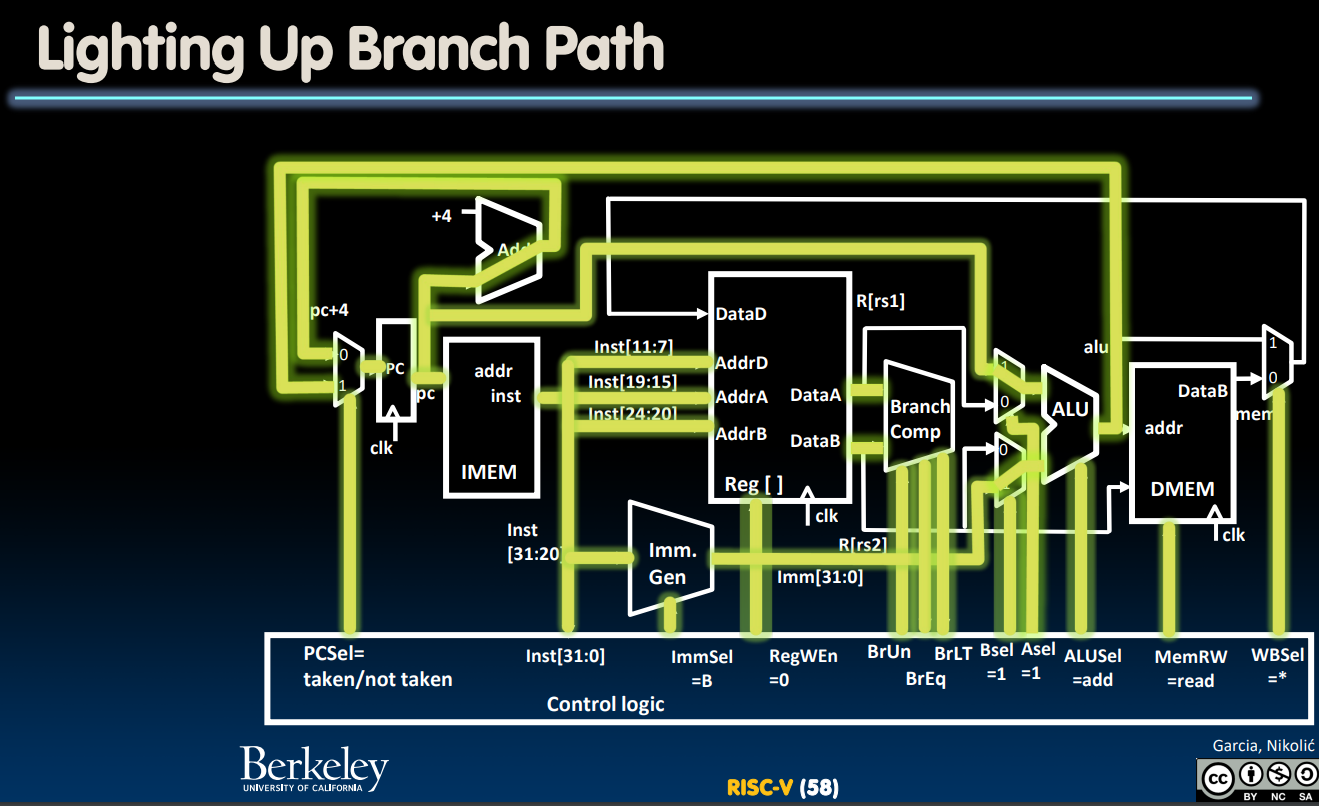 Lighting Up Branch Path
+4
Add
pc+4
0
1
PC
pc
clk
addr
inst
IMEM
Inst[11:7]
Inst[19:15]
Inst[24:20]
Inst
[31:20]
DataD
AddrD
AddrA
AddrB
DataA
DataB
Reg [ ]
clk
Imm.
Gen
R[rs1]
R[rs2]
Imm[31:0]
Branch
Comp
1
0
0
1
ALU
alu
DataB
addr
DMEM
clk
mem
1
0
PCSel=
taken/not taken
Inst[31:0]
ImmSel
=B
RegWEn
=0
BrUn
BrEq
BrLT
Bsel
=1
Asel
=1
ALUSel
=add
MemRW
=read
WBSel
=*
Control logic
Berkeley
UNIVERSITY OF CALIFORNIA
RISC-V (58)
Garcia, Nikolić
cc
BY NC SA